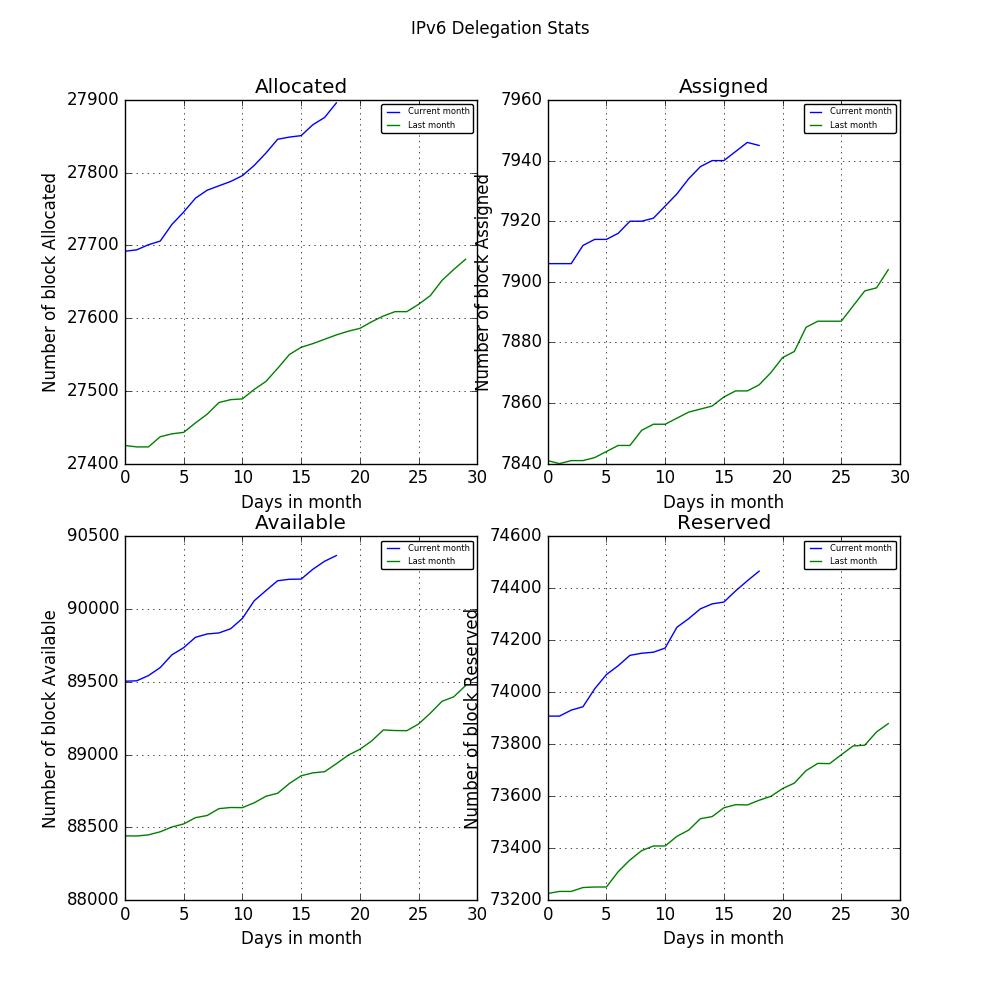 IPv6 Delegation Stats
Allocated
Number of block Allocated
27900
27800
27700
27600
27500
27400
Current month
Last month
0 5 10 15 20 25 30
Days in month
Assigned
Number of block Assigned
7960
7940
7920
7900
7880
7860
7840
Current month
Last month
0 5 10 15 20 25 30
Days in month
Available
Number of block Available
90500
90000
89500
89000
88500
88000
Current month
Last month
0 5 10 15 20 25 30
Days in month
Reserved
Number of block Reserved
74600
74400
74200
74000
73800
73600
73400
73200
Current month
Last month
0 5 10 15 20 25 30
Days in month